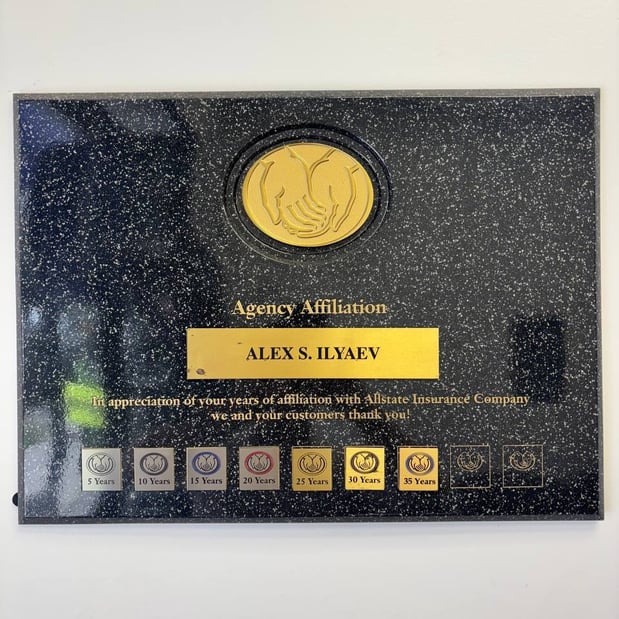 Agency Affiliation
ALEX S. ILYAEV
In appreciation of your years of affiliation with Allstate Insurance Company
we and your customers thank you!
5 Years 10 Years 15 Years 20 Years 25 Years 30 Years 35 Years